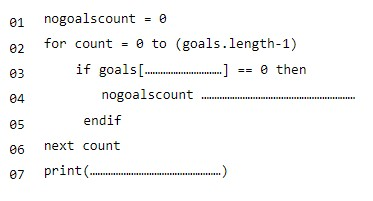 01 nogoalscount = 0
02 for count = 0 to (goals.length-1)
03 if goals[..............................] == 0 then
04 nogoalscount ............................................................
05 endif
06 next count
07 print(..................................................)